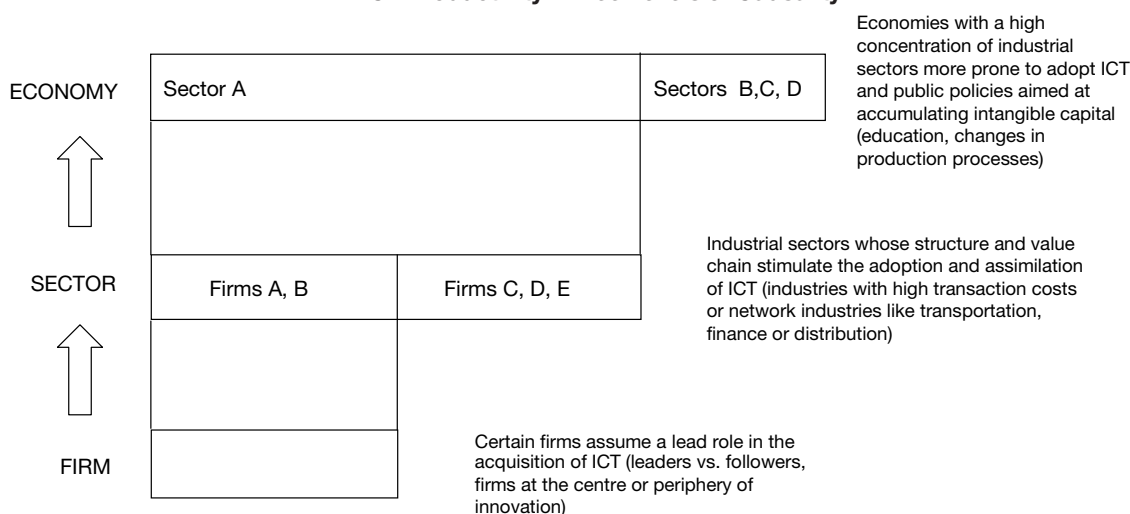 Economies with a high
concentration of industrial
sectors more prone to adopt ICT
and public policies aimed at
accumulating intangible capital
(education, changes in
production processes)
ECONOMY
Sector A
Sectors B,C, D
Industrial sectors whose structure and value
chain stimulate the adoption and assimilation
of ICT (industries with high transaction costs
or network industries like transportation,
finance or distribution)
SECTOR
Firms A, B
Firms C, D, E
Certain firms assume a lead role in the
acquisition of ICT (leaders vs. followers,
firms at the centre or periphery of
innovation)
FIRM